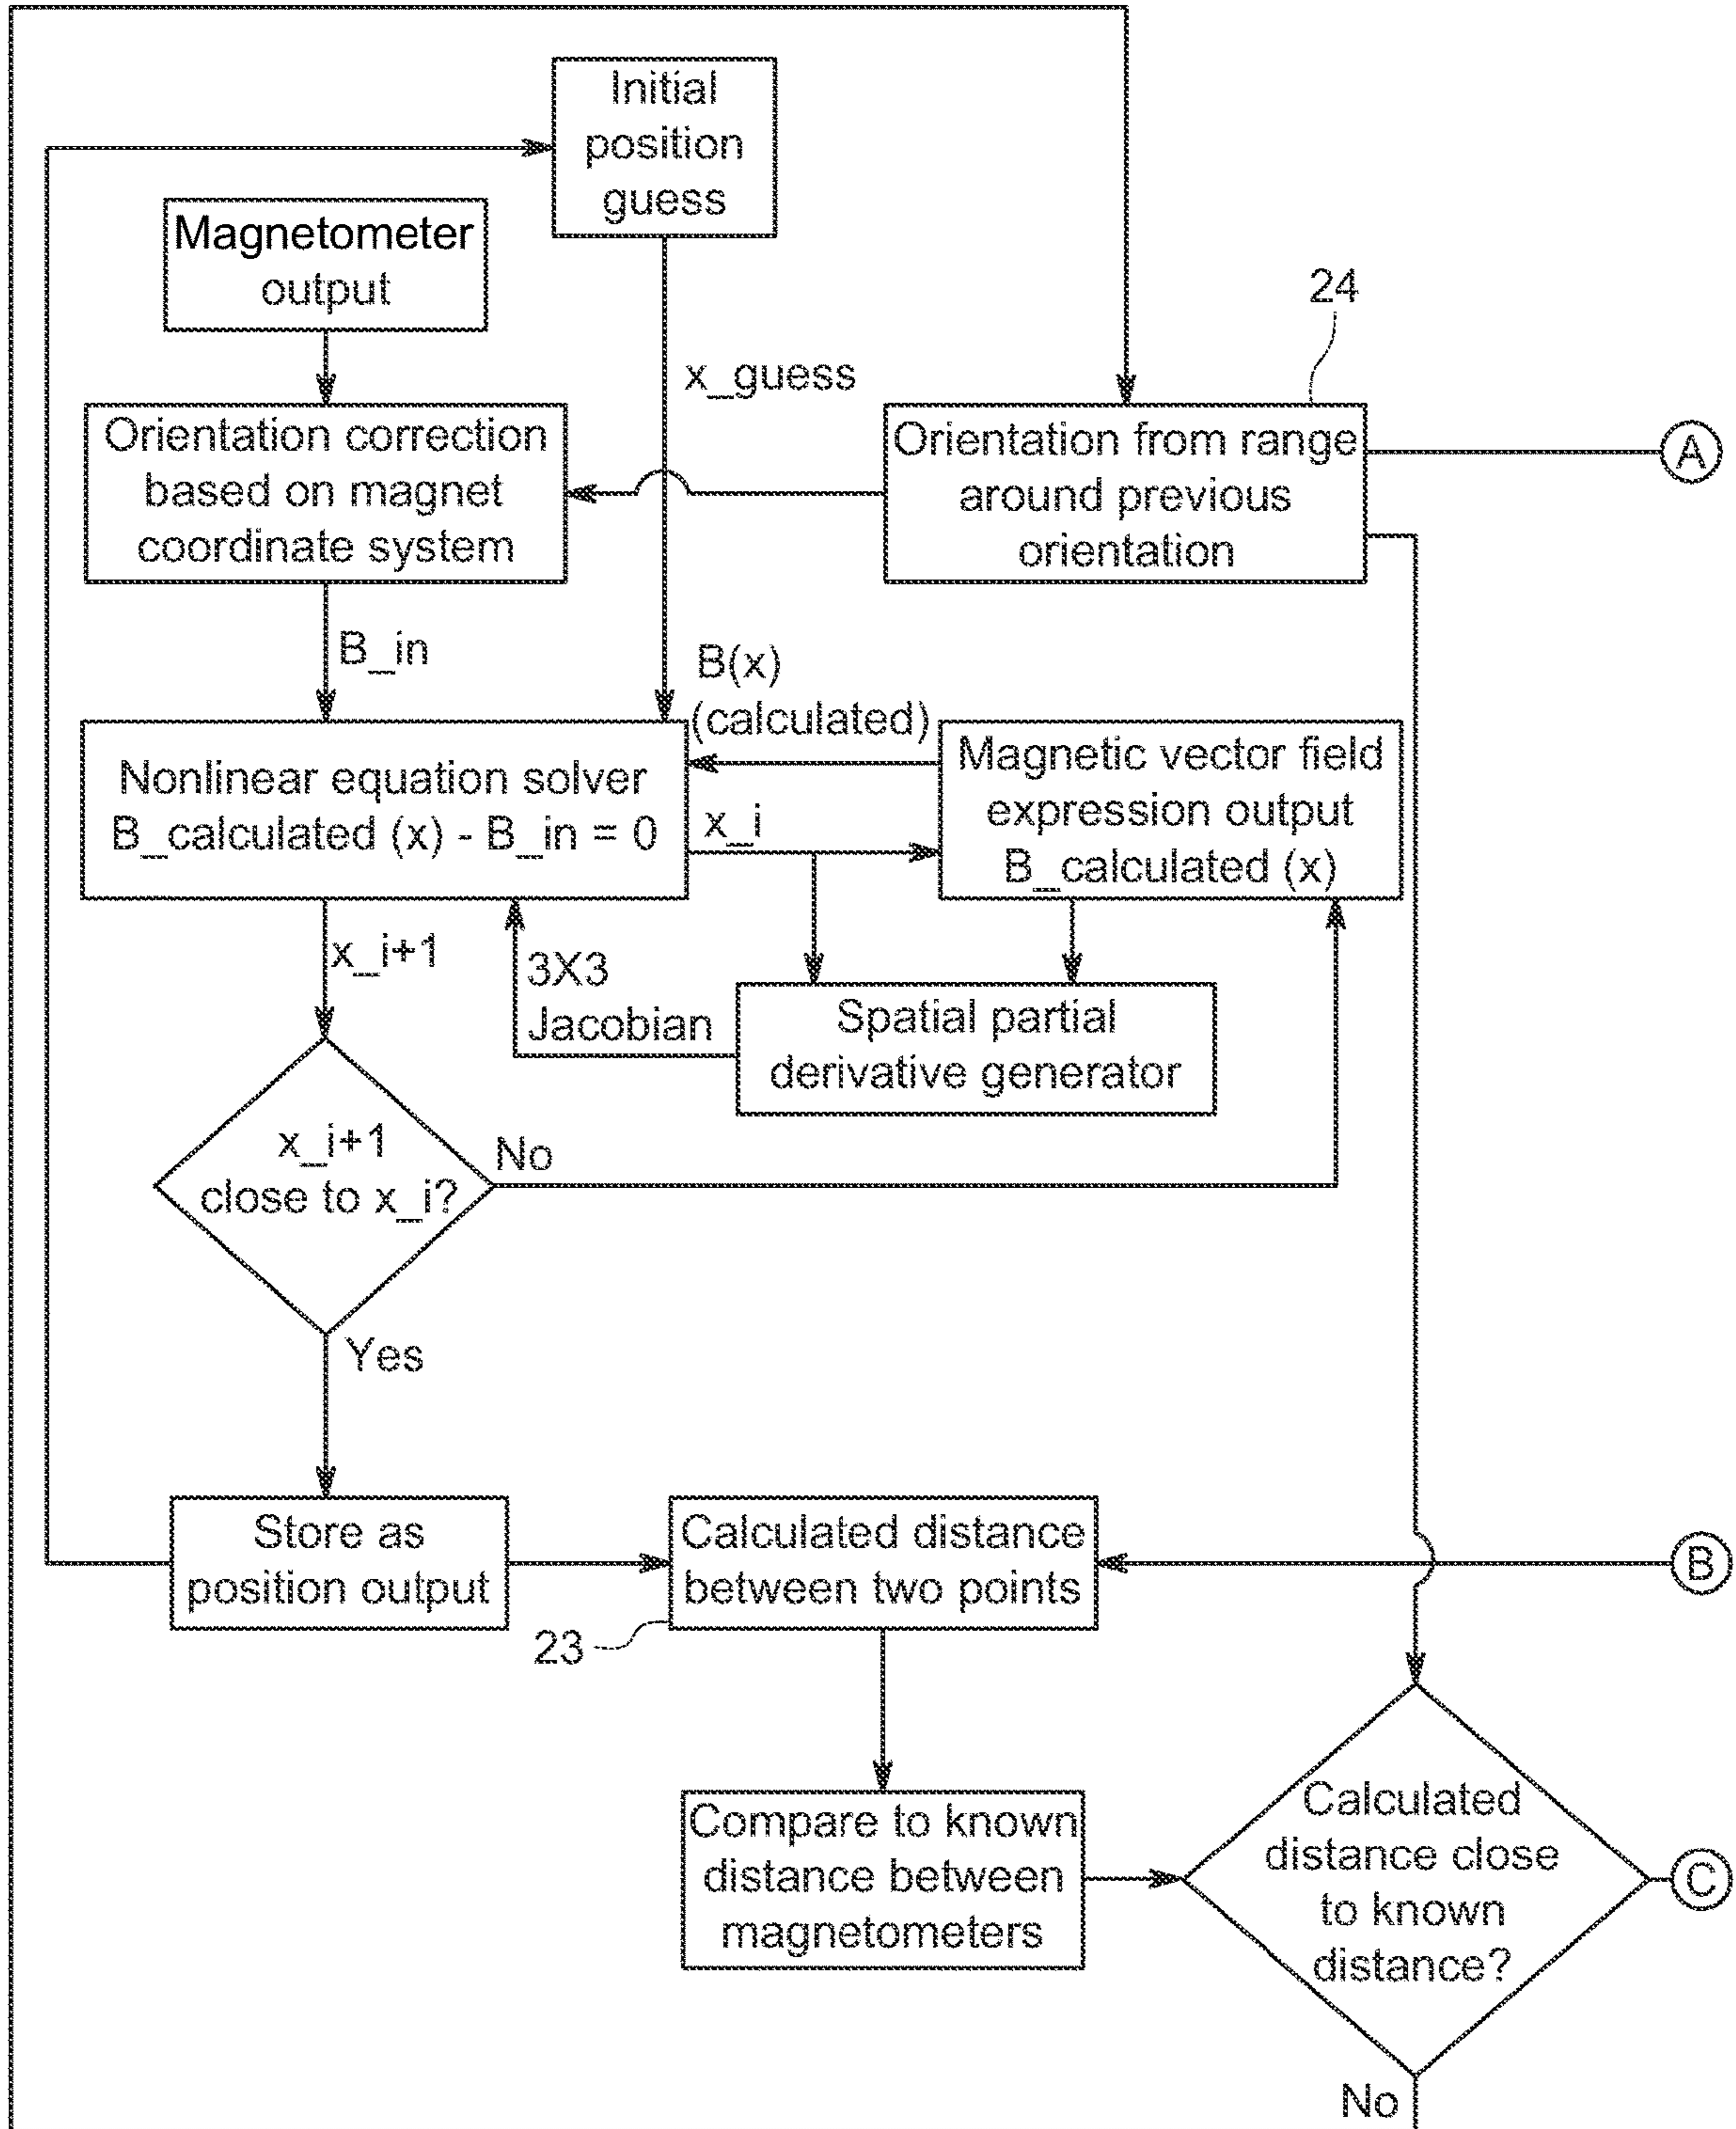 Initial
position
guess
Magnetometer
output
24
x_guess
Orientation correction
based on magnet
coordinate system
Orientation from range
around previous
orientation
A
B_in
B(x)
(calculated)
Nonlinear equation solver
B_calculated (x) - B_in = 0
x_i
Magnetic vector field
expression output
B_calculated (x)
x_i+1
3X3
Jacobian
Spatial partial
derivative generator
x_i+1
close to x_i?
No
Yes
Store as
position output
Calculated distance
between two points
B
23
Compare to known
distance between
magnetometers
Calculated
distance close
to known
distance?
C
No